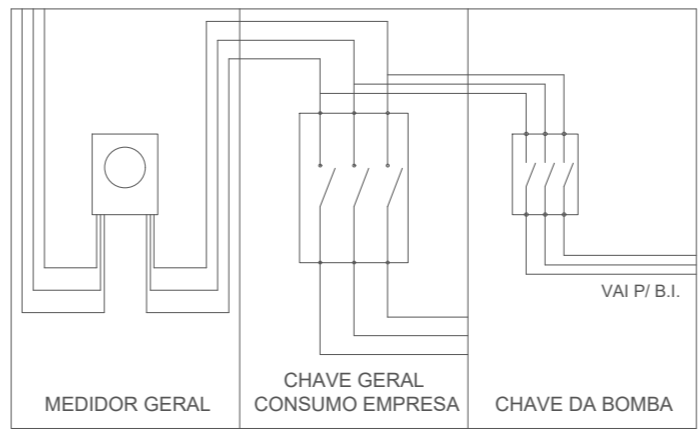 VAI P/ B.I.
MEDIDOR GERAL
CHAVE GERAL
CONSUMO EMPRESA
CHAVE DA BOMBA